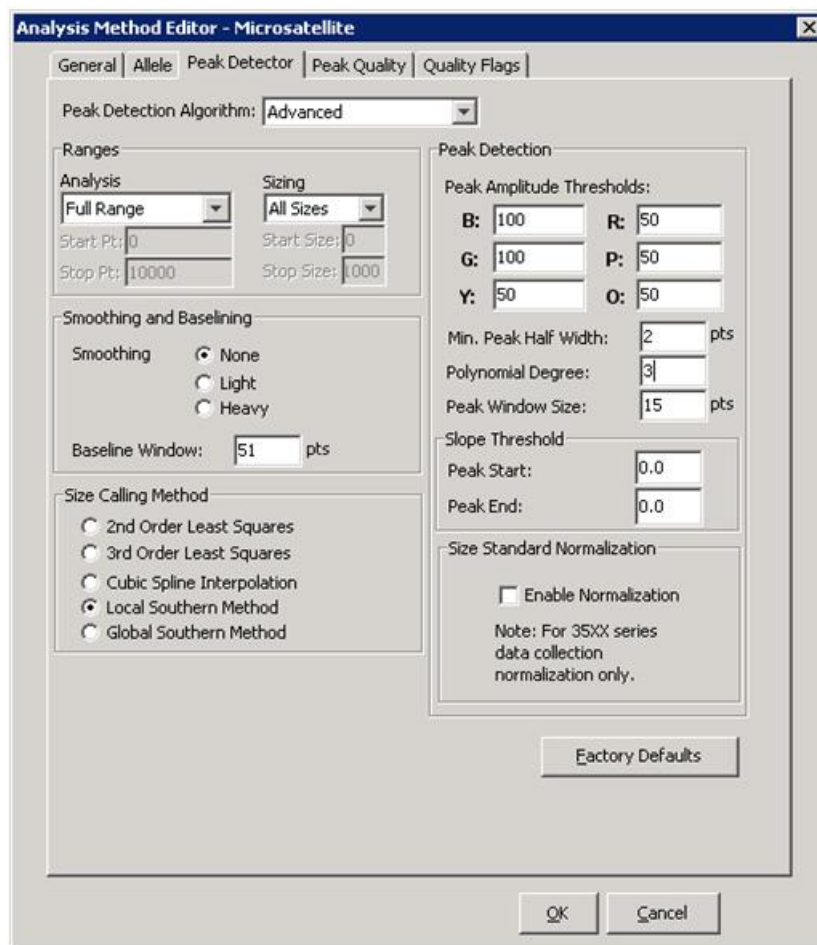 Analysis Method Editor - Microsatellite
General Allele Peak Detector Peak Quality Quality Flags
Peak Detection Algorithm: Advanced
Ranges
Analysis Sizing
Full Range All Sizes
Start Pt: 0 Start Size: 0
Stop Pt: 10000 Stop Size: 1000
Smoothing and Baselining
Smoothing None
Light
Heavy
Baseline Window: 51 pts
Size Calling Method
2nd Order Least Squares
3rd Order Least Squares
Cubic Spline Interpolation
Local Southern Method
Global Southern Method
Peak Detection
Peak Amplitude Thresholds:
B: 100 R: 50
G: 100 P: 50
Y: 50 O: 50
Min. Peak Half Width: 2 pts
Polynomial Degree: 3
Peak Window Size: 15 pts
Slope Threshold
Peak Start: 0.0
Peak End: 0.0
Size Standard Normalization
Enable Normalization
Note: For 35XX series
data collection
normalization only.
Factory Defaults
OK Cancel